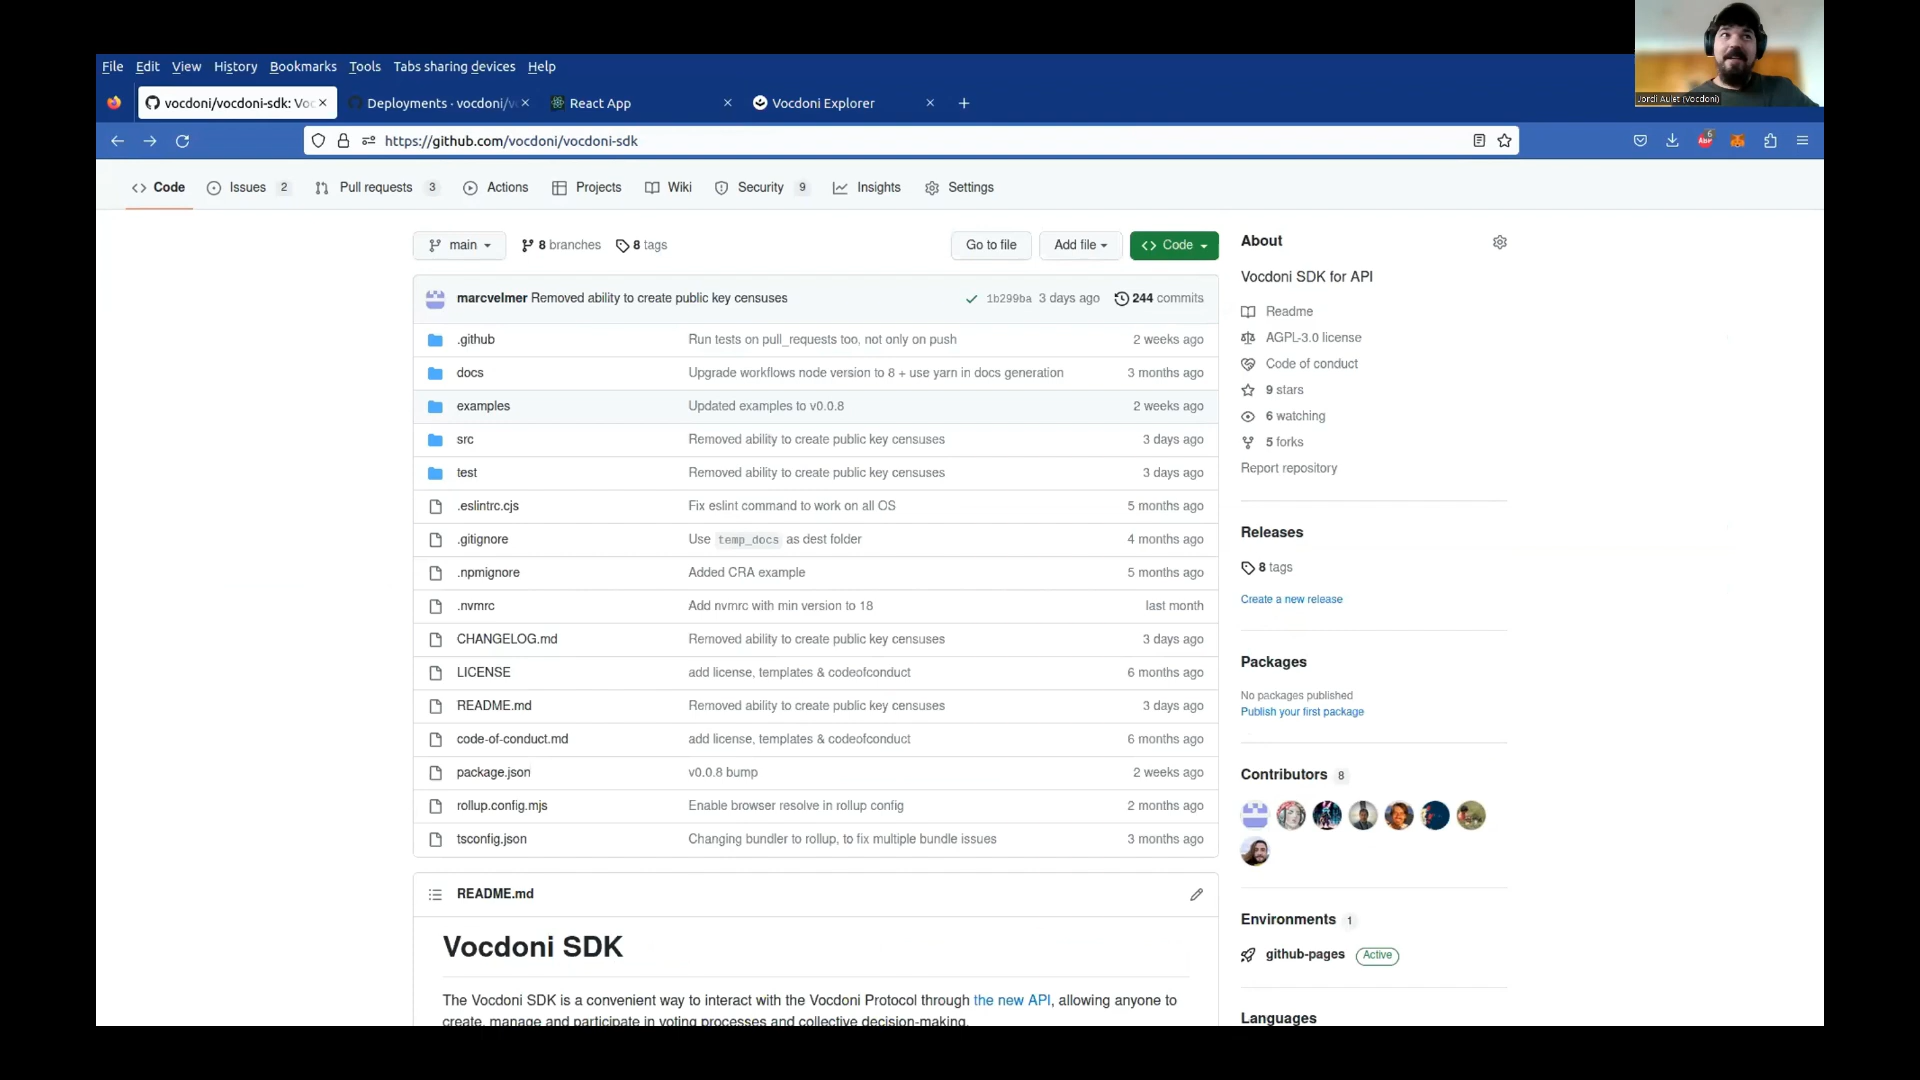 Jordi Aulet (Vocdoni)
File Edit View History Bookmarks Tools Tabs sharing devices Help
vocdoni/vocdoni-sdk: Voc
Deployments · vocdoni/v
React App
Vocdoni Explorer
https://github.com/vocdoni/vocdoni-sdk
ABP 6
Code Issues 2 Pull requests 3 Actions Projects Wiki Security 9 Insights Settings
main 8 branches 8 tags Go to file Add file Code
marcvelmer Removed ability to create public key censuses 1b299ba 3 days ago 244 commits
.github Run tests on pull_requests too, not only on push 2 weeks ago
docs Upgrade workflows node version to 8 + use yarn in docs generation 3 months ago
examples Updated examples to v0.0.8 2 weeks ago
src Removed ability to create public key censuses 3 days ago
test Removed ability to create public key censuses 3 days ago
.eslintrc.cjs Fix eslint command to work on all OS 5 months ago
.gitignore Use temp_docs as dest folder 4 months ago
.npmignore Added CRA example 5 months ago
.nvmrc Add nvmrc with min version to 18 last month
CHANGELOG.md Removed ability to create public key censuses 3 days ago
LICENSE add license, templates & codeofconduct 6 months ago
README.md Removed ability to create public key censuses 3 days ago
code-of-conduct.md add license, templates & codeofconduct 6 months ago
package.json v0.0.8 bump 2 weeks ago
rollup.config.mjs Enable browser resolve in rollup config 2 months ago
tsconfig.json Changing bundler to rollup, to fix multiple bundle issues 3 months ago
README.md
Vocdoni SDK
The Vocdoni SDK is a convenient way to interact with the Vocdoni Protocol through the new API, allowing anyone to
create, manage and participate in voting processes and collective decision-making.
About
Vocdoni SDK for API
Readme
AGPL-3.0 license
Code of conduct
9 stars
6 watching
5 forks
Report repository
Releases
8 tags
Create a new release
Packages
No packages published
Publish your first package
Contributors 8
Environments 1
github-pages Active
Languages